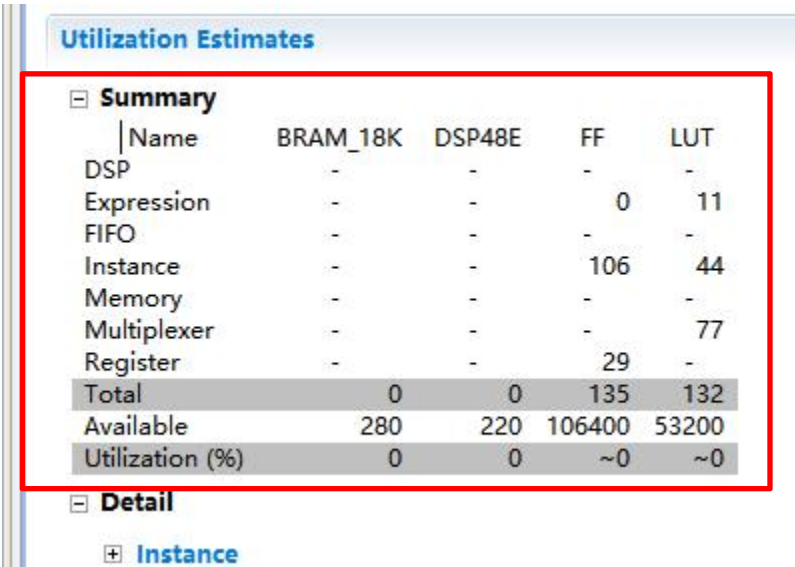 Utilization Estimates
Summary
Name BRAM_18K DSP48E FF LUT
DSP - - - -
Expression - - 0 11
FIFO - - - -
Instance - - 106 44
Memory - - - -
Multiplexer - - - 77
Register - - 29 -
Total 0 0 135 132
Available 280 220 106400 53200
Utilization (%) 0 0 ~0 ~0
Detail
Instance